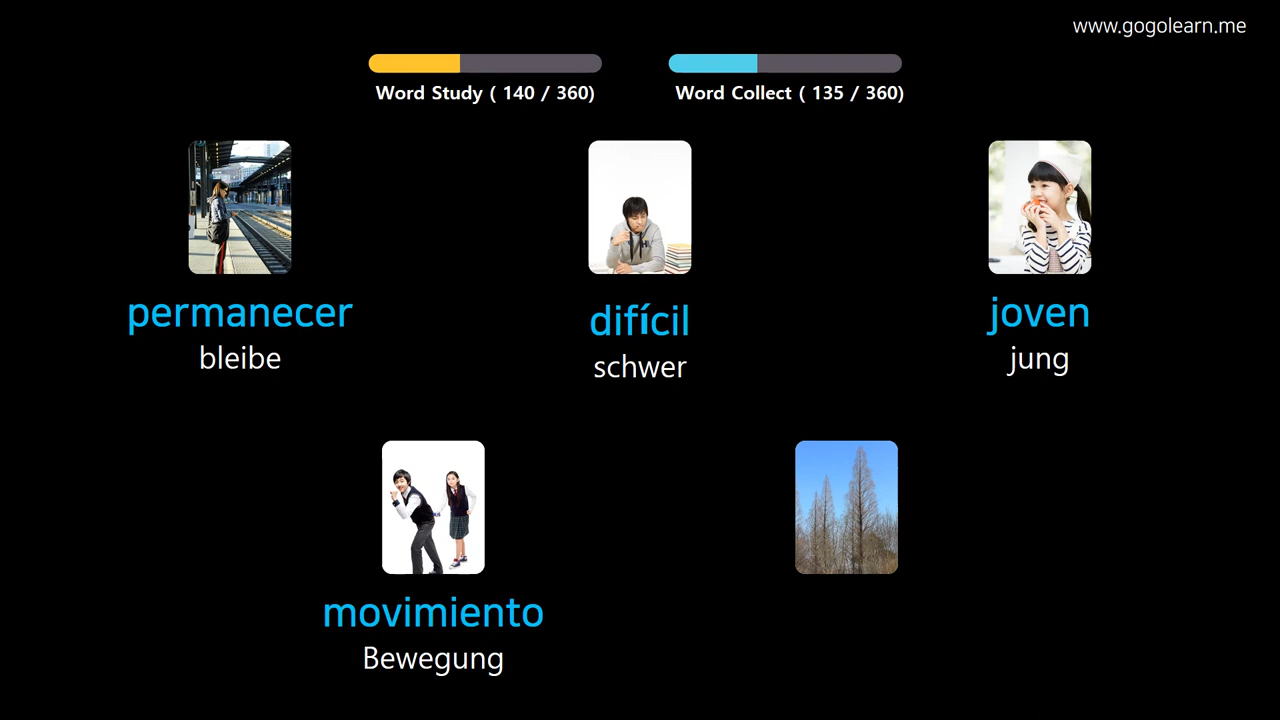 www.gogolearn.me
Word Study ( 140 / 360)
Word Collect ( 135 / 360)
permanecer
bleibe
difícil
schwer
joven
jung
movimiento
Bewegung